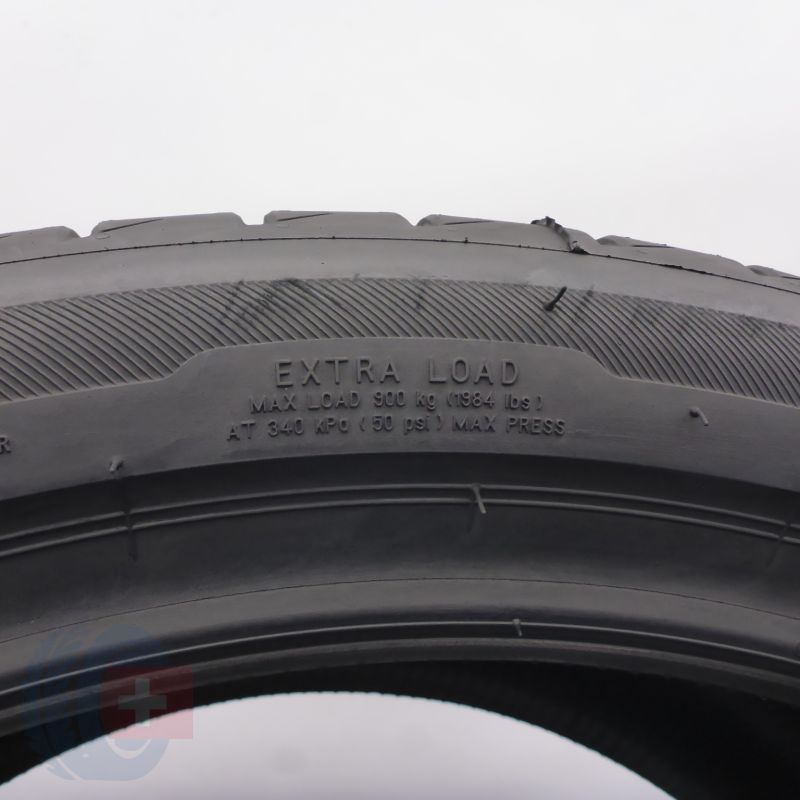 EXTRA LOAD
MAX LOAD 900 kg (1984 lbs)
AT 340 kPa (50 psi) MAX PRESS
R